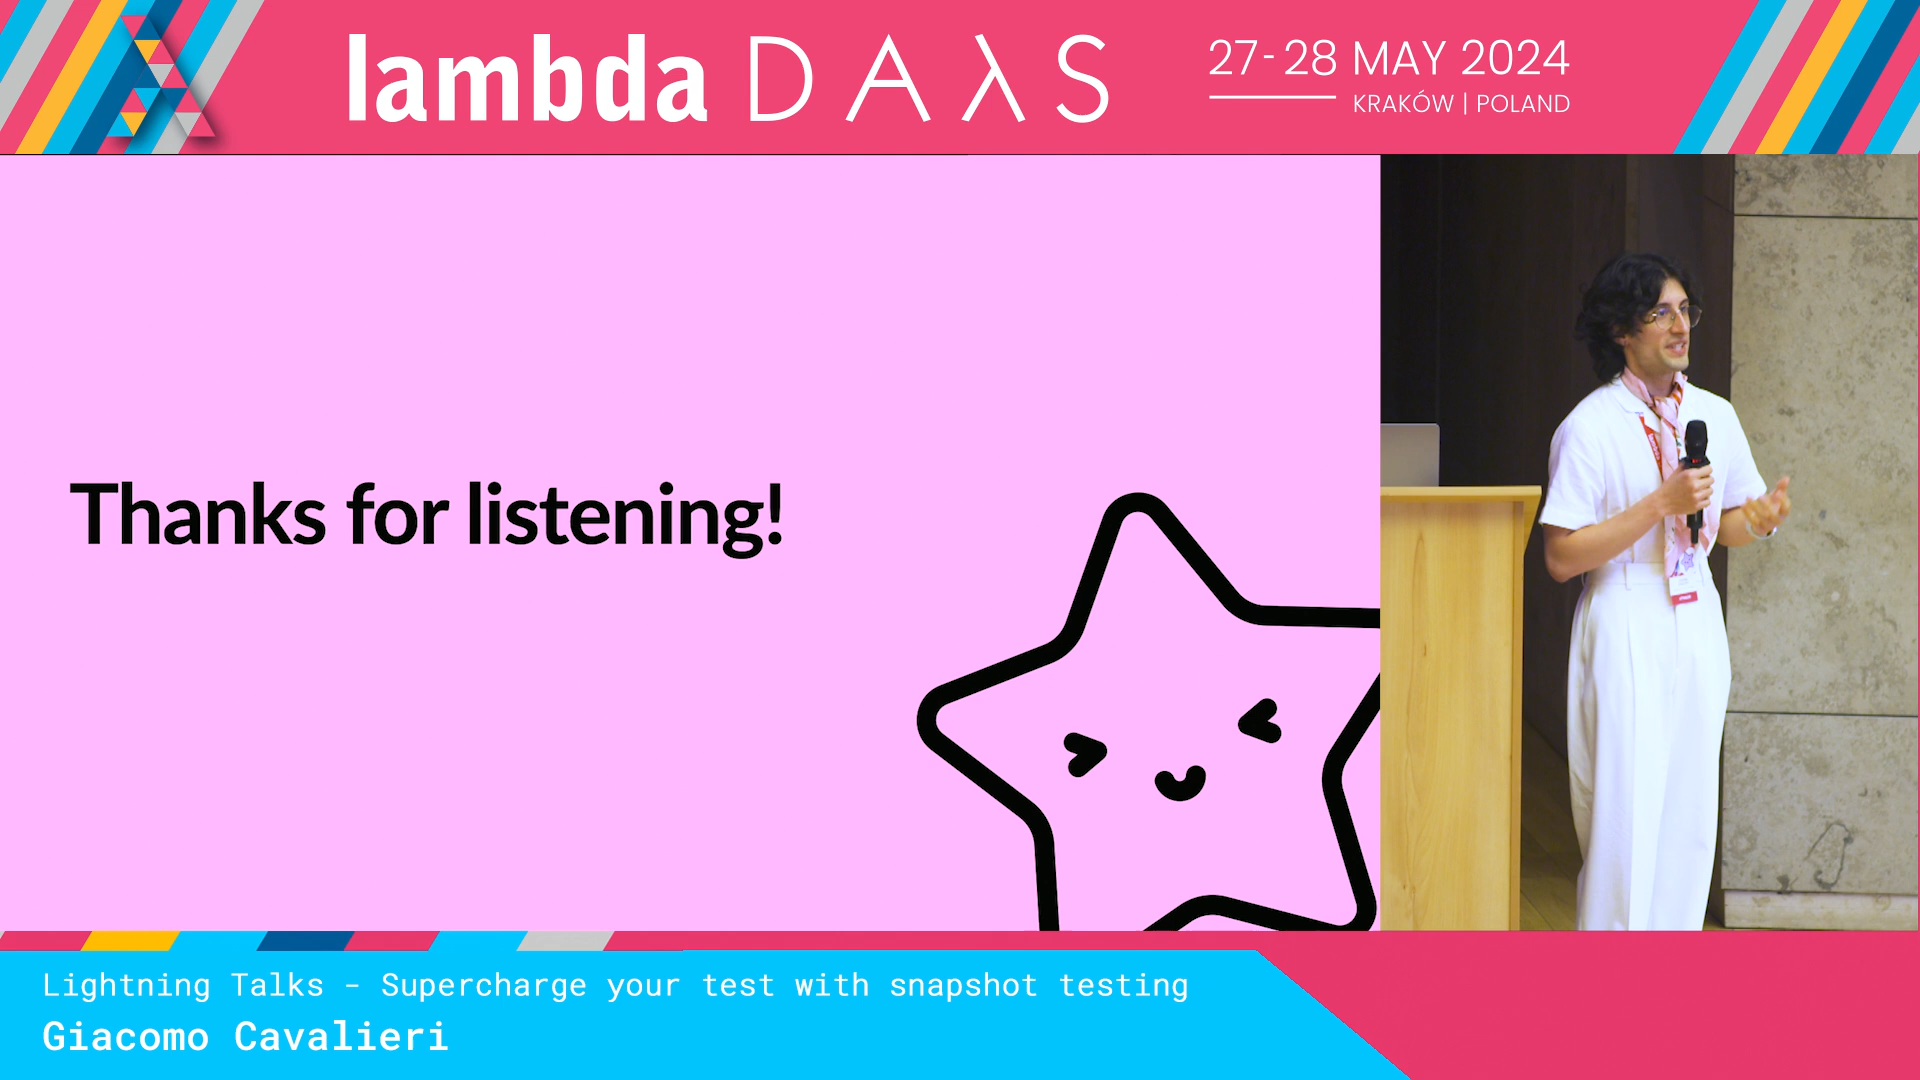 lambda DAλS
27-28 MAY 2024
KRAKÓW | POLAND
Thanks for listening!
Lightning Talks - Supercharge your test with snapshot testing
Giacomo Cavalieri